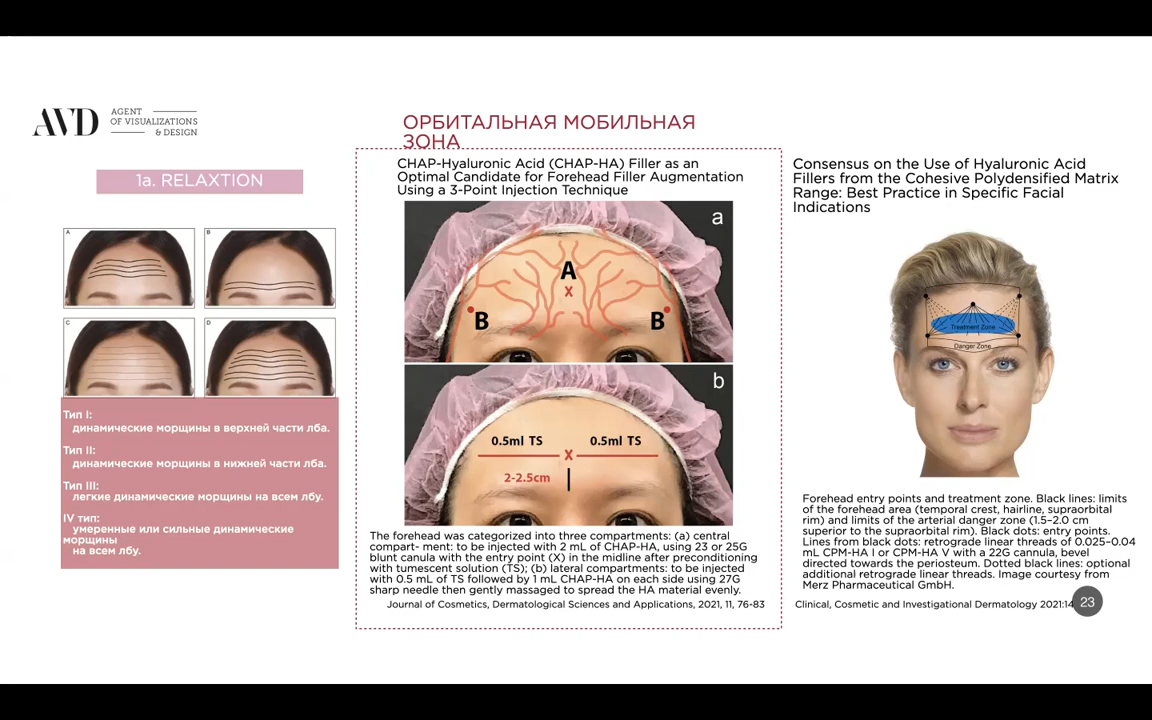 AVD
AGENT
OF VISUALIZATIONS
& DESIGN
1a. RELAXTION
A
B
C
D
Тип I:
динамические морщины в верхней части лба.
Тип II:
динамические морщины в нижней части лба.
Тип III:
легкие динамические морщины на всем лбу.
IV тип:
умеренные или сильные динамические
морщины
на всем лбу.
ОРБИТАЛЬНАЯ МОБИЛЬНАЯ
ЗОНА
CHAP-Hyaluronic Acid (CHAP-HA) Filler as an
Optimal Candidate for Forehead Filler Augmentation
Using a 3-Point Injection Technique
a
A
x
B
B
b
0.5ml TS
0.5ml TS
x
2-2.5cm
The forehead was categorized into three compartments: (a) central
compart- ment: to be injected with 2 mL of CHAP-HA, using 23 or 25G
blunt canula with the entry point (X) in the midline after preconditioning
with tumescent solution (TS); (b) lateral compartments: to be injected
with 0.5 mL of TS followed by 1 mL CHAP-HA on each side using 27G
sharp needle then gently massaged to spread the HA material evenly.
Journal of Cosmetics, Dermatological Sciences and Applications, 2021, 11, 76-83
Consensus on the Use of Hyaluronic Acid
Fillers from the Cohesive Polydensified Matrix
Range: Best Practice in Specific Facial
Indications
Treatment Zone
Danger Zone
Forehead entry points and treatment zone. Black lines: limits
of the forehead area (temporal crest, hairline, supraorbital
rim) and limits of the arterial danger zone (1.5–2.0 cm
superior to the supraorbital rim). Black dots: entry points.
Lines from black dots: retrograde linear threads of 0.025–0.04
mL CPM-HA I or CPM-HA V with a 22G cannula, bevel
directed towards the periosteum. Dotted black lines: optional
additional retrograde linear threads. Image courtesy from
Merz Pharmaceutical GmbH.
Clinical, Cosmetic and Investigational Dermatology 2021:14
23